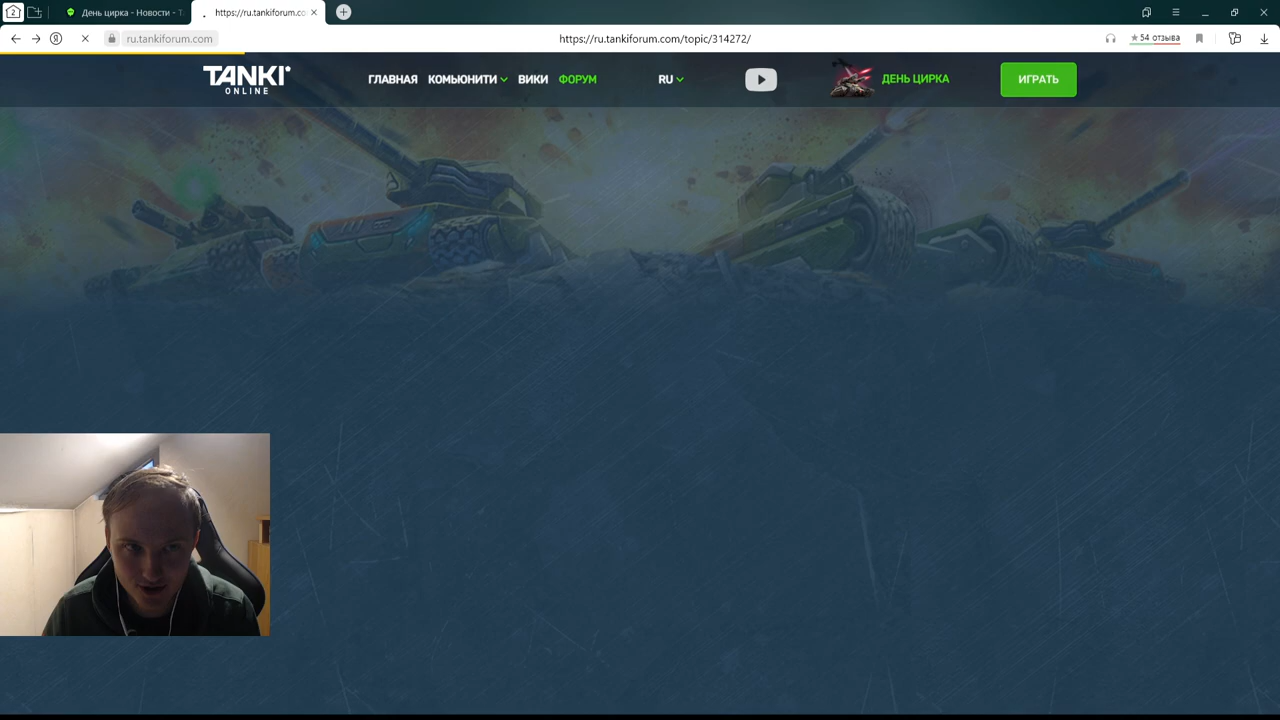 2
День цирка - Новости - Т
https://ru.tankiforum.co
ru.tankiforum.com
https://ru.tankiforum.com/topic/314272/
★54 отзыва
TANKI
ONLINE
ГЛАВНАЯ
КОМЬЮНИТИ
ВИКИ
ФОРУМ
RU
ДЕНЬ ЦИРКА
ИГРАТЬ